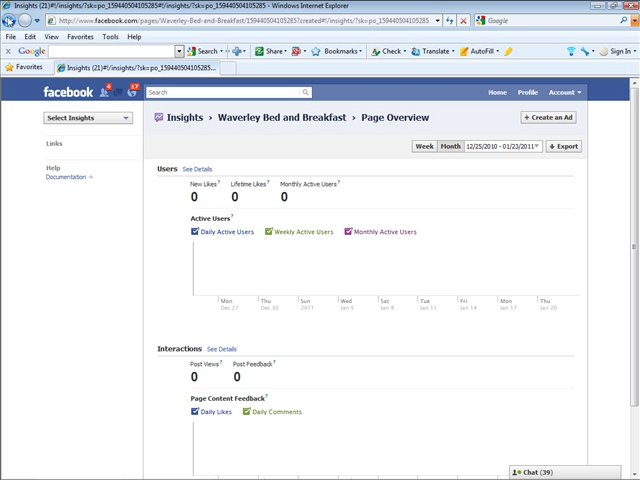 Insights (21)#!/insights/?sk=po_159440504105285 - Windows Internet Explorer
http://www.facebook.com/pages/Waverley-Bed-and-Breakfast/159440504105285?created#!/insights/?sk=po_159440504105285
Google
File Edit View Favorites Tools Help
Google Search Share Bookmarks Check Translate AutoFill Sign In
Favorites Insights (21)#!/insights/?sk=po_159440504105285...
facebook 4 17 Search Home Profile Account
Select Insights
Insights › Waverley Bed and Breakfast › Page Overview
+ Create an Ad
Links
Week Month 12/25/2010 - 01/23/2011 Export
Help
Documentation
Users See Details
New Likes? Lifetime Likes? Monthly Active Users?
0 0 0
Active Users?
Daily Active Users Weekly Active Users Monthly Active Users
Mon Thu Sun Wed Sat Tue Fri Mon Thu
Dec 27 Dec 30 2011 Jan 5 Jan 8 Jan 11 Jan 14 Jan 17 Jan 20
Interactions See Details
Post Views? Post Feedback?
0 0
Page Content Feedback?
Daily Likes Daily Comments
Chat (39)